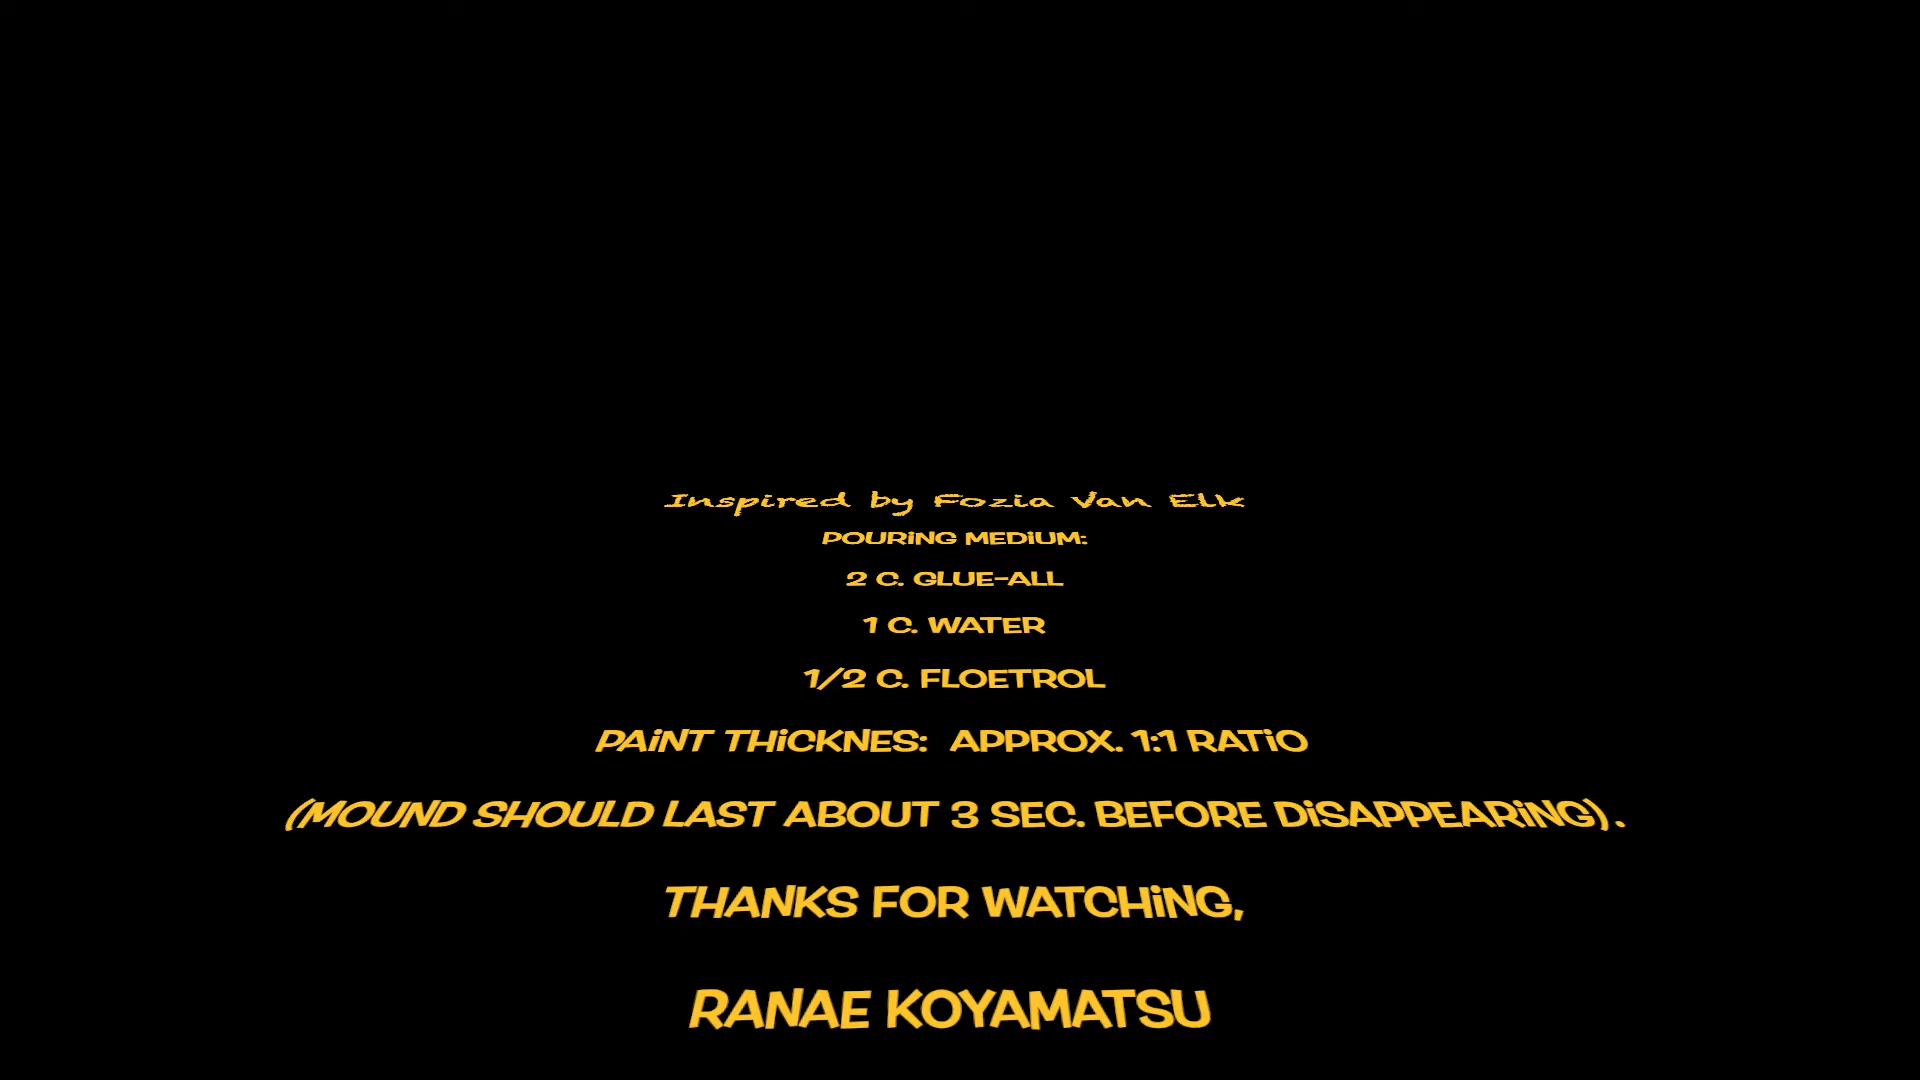 Inspired by Fozia Van Elk
POURING MEDIUM:
2 C. GLUE-ALL
1 C. WATER
1/2 C. FLOETROL
PAINT THICKNES:  APPROX. 1:1 RATIO
(MOUND SHOULD LAST ABOUT 3 SEC. BEFORE DISAPPEARING).
THANKS FOR WATCHING,
RANAE KOYAMATSU